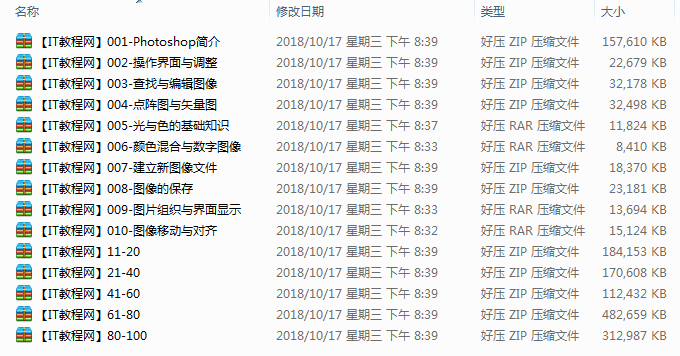 名称 修改日期 类型 大小
【IT教程网】001-Photoshop简介 2018/10/17 星期三 下午 8:39 好压 ZIP 压缩文件 157,610 KB
【IT教程网】002-操作界面与调整 2018/10/17 星期三 下午 8:39 好压 ZIP 压缩文件 22,679 KB
【IT教程网】003-查找与编辑图像 2018/10/17 星期三 下午 8:39 好压 ZIP 压缩文件 32,178 KB
【IT教程网】004-点阵图与矢量图 2018/10/17 星期三 下午 8:39 好压 ZIP 压缩文件 32,498 KB
【IT教程网】005-光与色的基础知识 2018/10/17 星期三 下午 8:37 好压 RAR 压缩文件 11,824 KB
【IT教程网】006-颜色混合与数字图像 2018/10/17 星期三 下午 8:33 好压 RAR 压缩文件 8,410 KB
【IT教程网】007-建立新图像文件 2018/10/17 星期三 下午 8:39 好压 ZIP 压缩文件 18,370 KB
【IT教程网】008-图像的保存 2018/10/17 星期三 下午 8:39 好压 ZIP 压缩文件 23,181 KB
【IT教程网】009-图片组织与界面显示 2018/10/17 星期三 下午 8:33 好压 RAR 压缩文件 13,694 KB
【IT教程网】010-图像移动与对齐 2018/10/17 星期三 下午 8:32 好压 RAR 压缩文件 15,124 KB
【IT教程网】11-20 2018/10/17 星期三 下午 8:39 好压 ZIP 压缩文件 184,153 KB
【IT教程网】21-40 2018/10/17 星期三 下午 8:39 好压 ZIP 压缩文件 170,608 KB
【IT教程网】41-60 2018/10/17 星期三 下午 8:39 好压 ZIP 压缩文件 112,432 KB
【IT教程网】61-80 2018/10/17 星期三 下午 8:39 好压 ZIP 压缩文件 482,659 KB
【IT教程网】80-100 2018/10/17 星期三 下午 8:39 好压 ZIP 压缩文件 312,987 KB